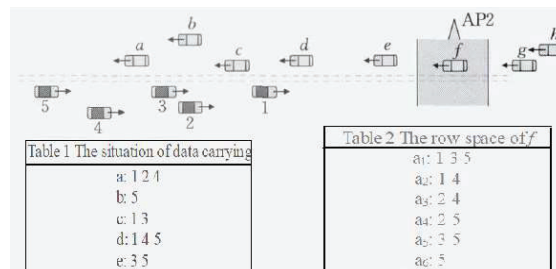 AP2
b
a
c
d
e
f
g
h
5
4
3
2
1
Table 1 The situation of data carrying
a: 1 2 4
b: 5
c: 1 3
d: 1 4 5
e: 3 5
Table 2 The row space of f
a₁: 1 3 5
a₂: 1 4
a₃: 2 4
a₄: 2 5
a₅: 3 5
a₆: 5